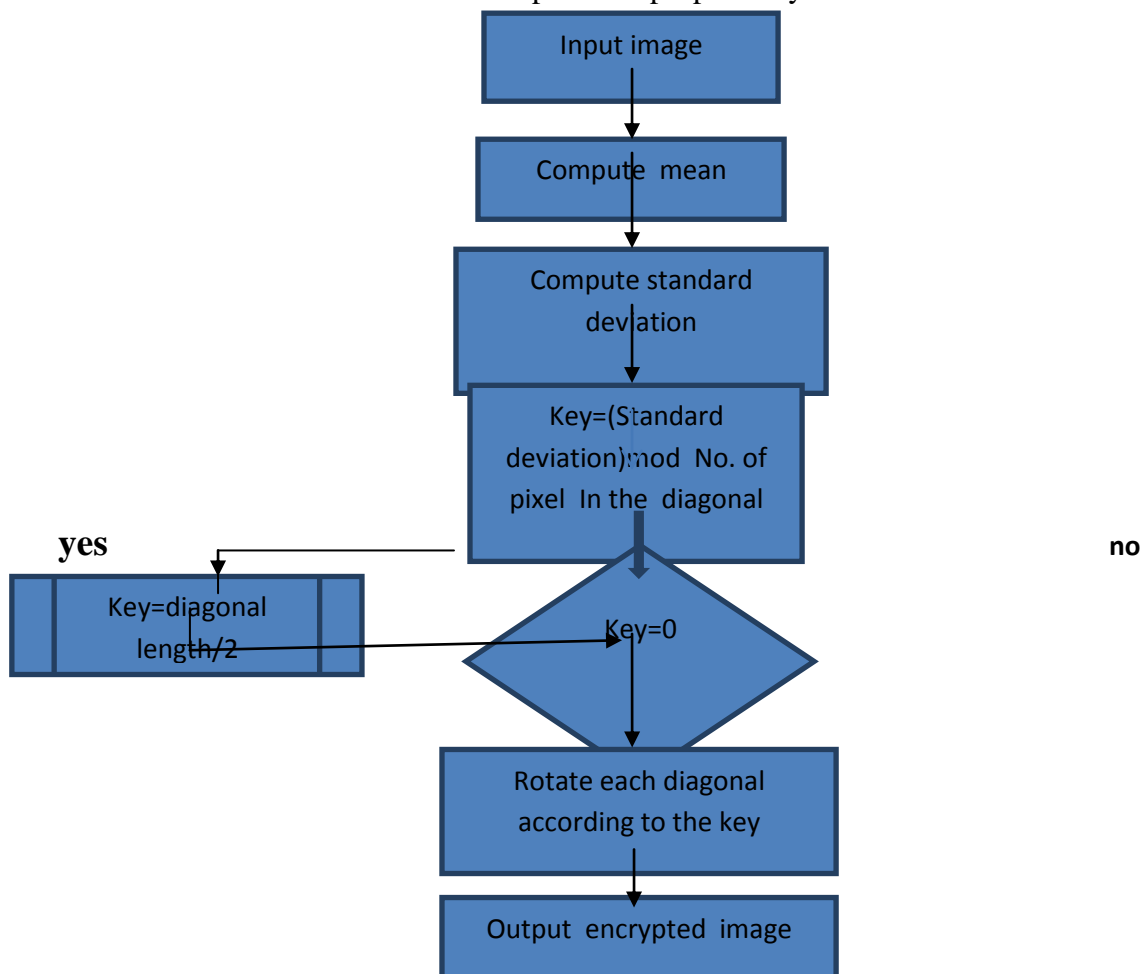 Input image
Compute mean
Compute standard
deviation
Key=(Standard
deviation)mod No. of
pixel In the diagonal
yes
no
Key=diagonal
length/2
Key=0
Rotate each diagonal
according to the key
Output encrypted image